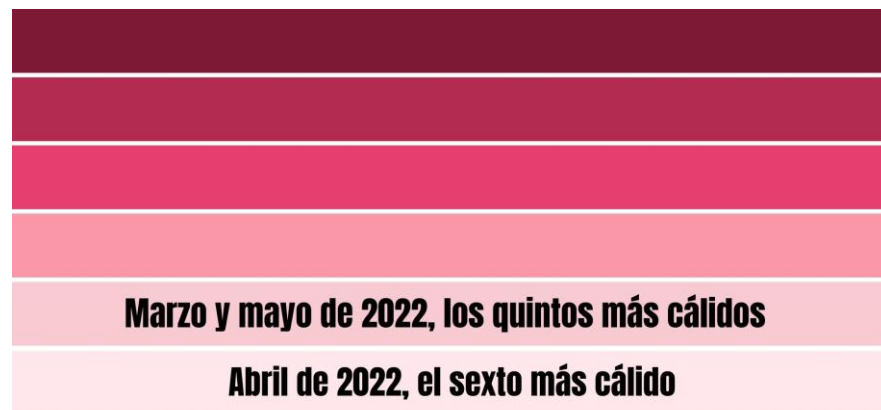 Marzo y mayo de 2022, los quintos más cálidos
Abril de 2022, el sexto más cálido